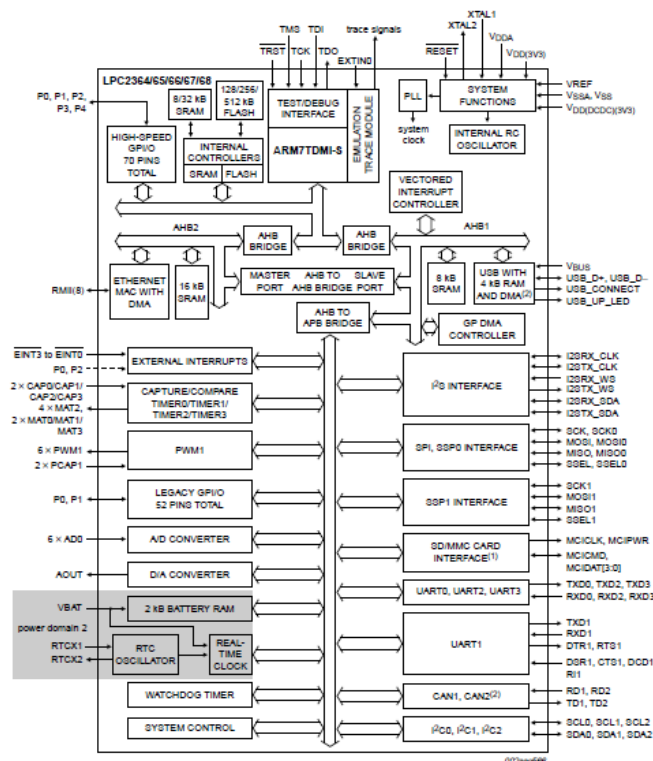 XTAL1
XTAL2
TMS TDI
trace signals
VDDA
TRST TCK TDO
EXTIN0
RESET
VDD(3V3)
LPC2364/65/66/67/68
P0, P1, P2,
P3, P4
8/32 kB
SRAM
128/256/
512 kB
FLASH
TEST/DEBUG
INTERFACE
EMULATION
TRACE MODULE
PLL
SYSTEM
FUNCTIONS
VREF
VSSA, VSS
VDD(DCDC)(3V3)
system
clock
HIGH-SPEED
GPI/O
70 PINS
TOTAL
INTERNAL
CONTROLLERS
SRAM FLASH
ARM7TDMI-S
INTERNAL RC
OSCILLATOR
VECTORED
INTERRUPT
CONTROLLER
AHB2
AHB
BRIDGE
AHB
BRIDGE
AHB1
RMII(8)
ETHERNET
MAC WITH
DMA
16 kB
SRAM
MASTER AHB TO SLAVE
PORT AHB BRIDGE PORT
8 kB
SRAM
USB WITH
4 kB RAM
AND DMA(2)
VBUS
USB_D+, USB_D−
USB_CONNECT
USB_UP_LED
AHB TO
APB BRIDGE
GP DMA
CONTROLLER
EINT3 to EINT0
P0, P2
EXTERNAL INTERRUPTS
I2S INTERFACE
I2SRX_CLK
I2STX_CLK
I2SRX_WS
I2STX_WS
I2SRX_SDA
I2STX_SDA
2 × CAP0/CAP1/
CAP2/CAP3
4 × MAT2,
2 × MAT0/MAT1/
MAT3
CAPTURE/COMPARE
TIMER0/TIMER1/
TIMER2/TIMER3
6 × PWM1
2 × PCAP1
PWM1
SPI, SSP0 INTERFACE
SCK, SCK0
MOSI, MOSI0
MISO, MISO0
SSEL, SSEL0
P0, P1
LEGACY GPI/O
52 PINS TOTAL
SSP1 INTERFACE
SCK1
MOSI1
MISO1
SSEL1
6 × AD0
A/D CONVERTER
SD/MMC CARD
INTERFACE(1)
MCICLK, MCIPWR
MCICMD,
MCIDAT[3:0]
AOUT
D/A CONVERTER
UART0, UART2, UART3
TXD0, TXD2, TXD3
RXD0, RXD2, RXD3
VBAT
2 kB BATTERY RAM
power domain 2
RTCX1
RTCX2
RTC
OSCILLATOR
REAL-
TIME
CLOCK
UART1
TXD1
RXD1
DTR1, RTS1
DSR1, CTS1, DCD1,
RI1
WATCHDOG TIMER
CAN1, CAN2(2)
RD1, RD2
TD1, TD2
SYSTEM CONTROL
I2C0, I2C1, I2C2
SCL0, SCL1, SCL2
SDA0, SDA1, SDA2